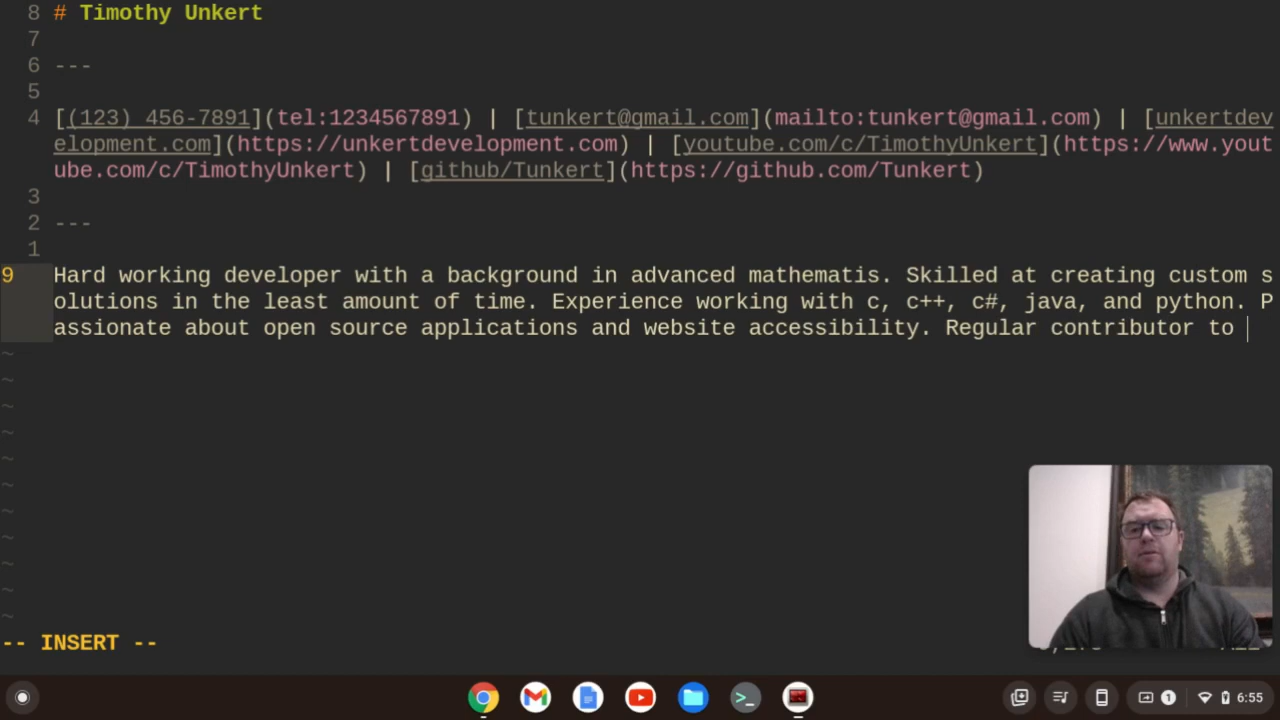 8 # Timothy Unkert
7
6 ---
5
4 [(123) 456-7891](tel:1234567891) | [tunkert@gmail.com](mailto:tunkert@gmail.com) | [unkertdev
elopment.com](https://unkertdevelopment.com) | [youtube.com/c/TimothyUnkert](https://www.yout
ube.com/c/TimothyUnkert) | [github/Tunkert](https://github.com/Tunkert)
3
2 ---
1
9 Hard working developer with a background in advanced mathematis. Skilled at creating custom s
olutions in the least amount of time. Experience working with c, c++, c#, java, and python. P
assionate about open source applications and website accessibility. Regular contributor to
~
~
~
~
~
~
~
~
~
~
~
-- INSERT --
1 6:55